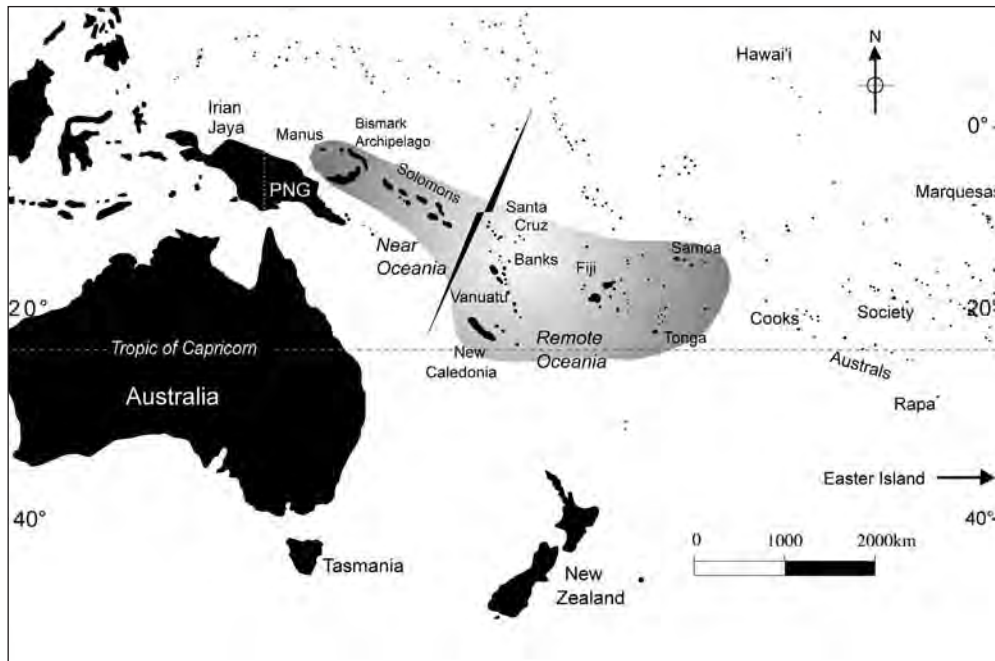 Hawai'i
N
Irian
Jaya
Manus
Bismark
Archipelago
0°
PNG
Solomons
Marquesas
Santa
Cruz
Near
Oceania
Banks
Fiji
Samoa
Vanuatu
20°
20°
Cooks
Society
Tropic of Capricorn
New
Caledonia
Remote
Oceania
Tonga
Australs
Australia
Rapa
Easter Island
40°
40°
0
1000
2000km
Tasmania
New
Zealand